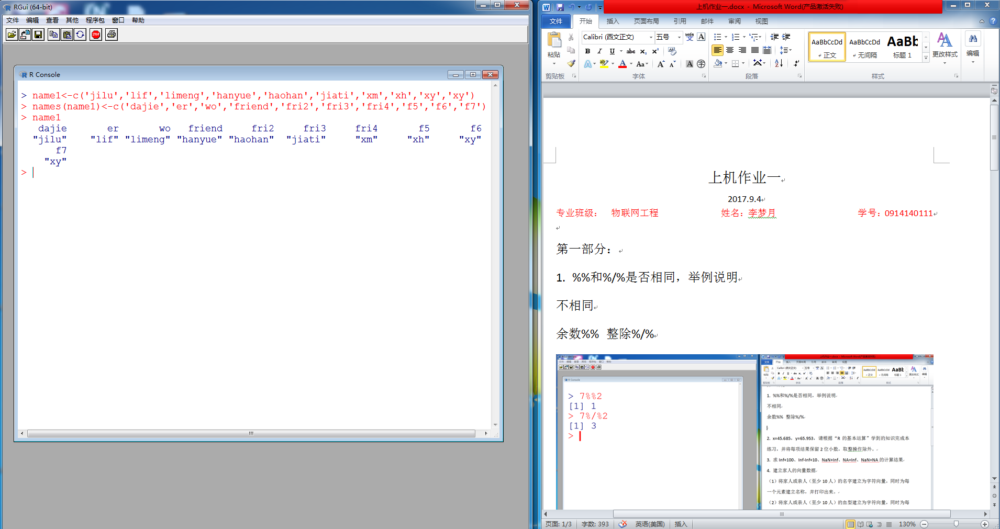 RGui (64-bit)
文件 编辑 查看 其他 程序包 窗口 帮助
STOP
R Console
> name1<-c('jilu','lif','limeng','hanyue','haohan','jiati','xm','xh','xy','xy')
> names(name1)<-c('dajie','er','wo','friend','fri2','fri3','fri4','f5','f6','f7')
> name1
dajie er wo friend fri2 fri3 fri4 f5 f6
"jilu" "lif" "limeng" "hanyue" "haohan" "jiati" "xm" "xh" "xy"
f7
"xy"
>
上机作业一.docx - Microsoft Word(产品激活失败)
文件 开始 插入 页面布局 引用 邮件 审阅 视图
Calibri (西文正文) 五号
粘贴
AaBbCcDd AaBbCcDd AaBb
正文 无间隔 标题 1 更改样式 编辑
剪贴板 字体 段落 样式
上机作业一
2017.9.4
专业班级: 物联网工程 姓名:李梦月 学号:0914140111
第一部分:
1. %%和%/%是否相同,举例说明
不相同
余数%% 整除%/%
R Console
> 7%%2
[1] 1
> 7%/%2
[1] 3
>
1. %%和%/%是否相同,举例说明
不相同
余数%% 整除%/%
2. x=45.685,y=65.953,请根据“R 的基本运算”学到的知识完成本
练习,并将每项结果保留 2 位小数,取整操作除外。
3. 求 Inf+100、Inf-Inf+10、NaN+Inf、NA+Inf、NaN+NA 的计算结果
4. 建立家人的向量数据
(1)将家人或亲人(至少 10 人)的名字建立为字符向量,同时为每
一个元素建立名称,并打印出来。
(2)将家人或亲人(至少 10 人)的血型建立为字符向量,同时为每
页面: 1/3 字数: 393 英语(美国) 插入 130%